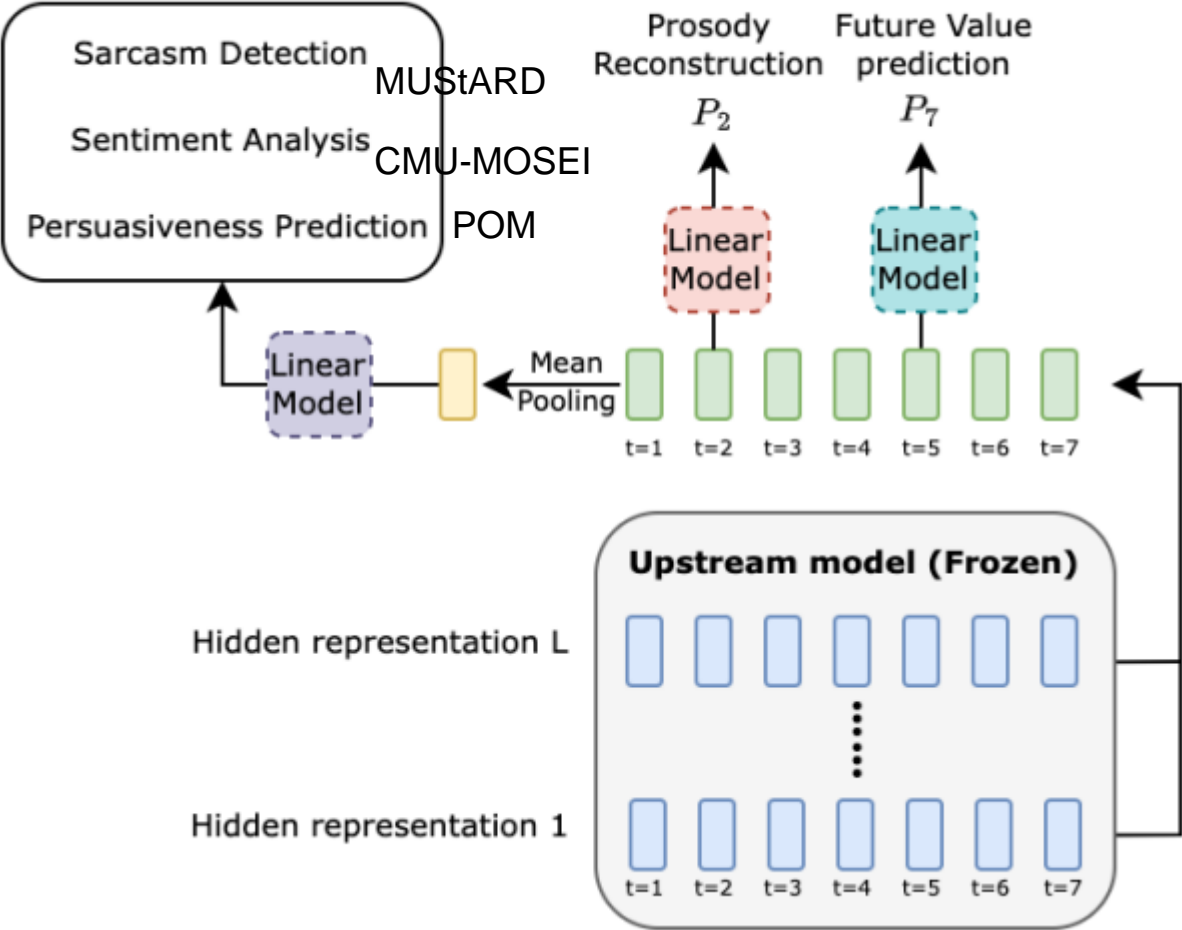 Sarcasm Detection
MUStARD
Sentiment Analysis
CMU-MOSEI
Persuasiveness Prediction
POM
Prosody
Reconstruction
P₂
Future Value
prediction
P₇
Linear
Model
Linear
Model
Linear
Model
Mean
Pooling
t=1 t=2 t=3 t=4 t=5 t=6 t=7
Upstream model (Frozen)
Hidden representation L
Hidden representation 1
t=1 t=2 t=3 t=4 t=5 t=6 t=7